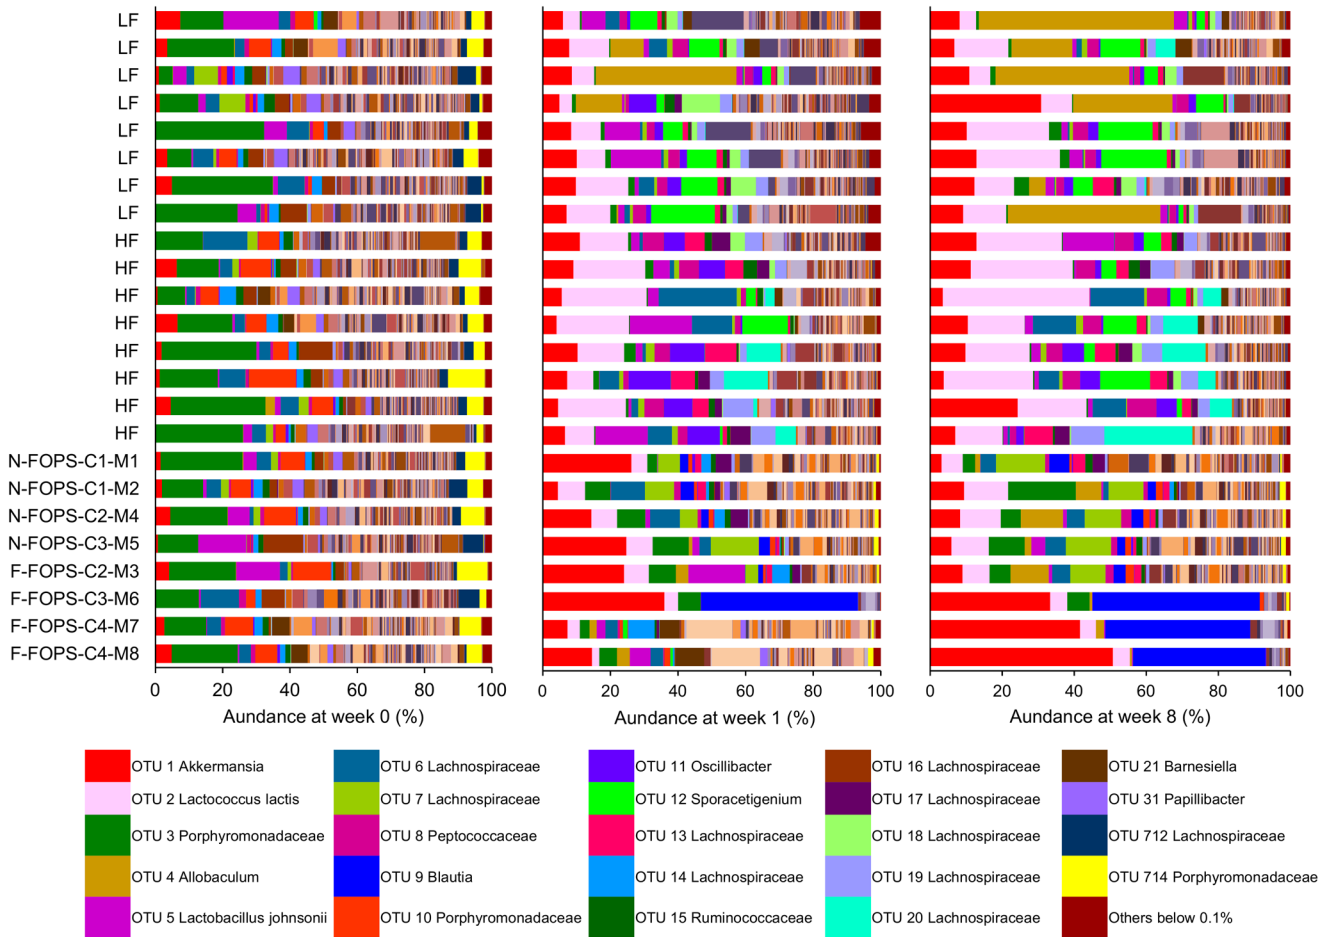 LF
LF
LF
LF
LF
LF
LF
LF
HF
HF
HF
HF
HF
HF
HF
HF
N-FOPS-C1-M1
N-FOPS-C1-M2
N-FOPS-C2-M4
N-FOPS-C3-M5
F-FOPS-C2-M3
F-FOPS-C3-M6
F-FOPS-C4-M7
F-FOPS-C4-M8
0 20 40 60 80 100 0 20 40 60 80 100 0 20 40 60 80 100
Aundance at week 0 (%) Aundance at week 1 (%) Aundance at week 8 (%)
OTU 1 Akkermansia OTU 6 Lachnospiraceae OTU 11 Oscillibacter OTU 16 Lachnospiraceae OTU 21 Barnesiella
OTU 2 Lactococcus lactis OTU 7 Lachnospiraceae OTU 12 Sporacetigenium OTU 17 Lachnospiraceae OTU 31 Papillibacter
OTU 3 Porphyromonadaceae OTU 8 Peptococcaceae OTU 13 Lachnospiraceae OTU 18 Lachnospiraceae OTU 712 Lachnospiraceae
OTU 4 Allobaculum OTU 9 Blautia OTU 14 Lachnospiraceae OTU 19 Lachnospiraceae OTU 714 Porphyromonadaceae
OTU 5 Lactobacillus johnsonii OTU 10 Porphyromonadaceae OTU 15 Ruminococcaceae OTU 20 Lachnospiraceae Others below 0.1%